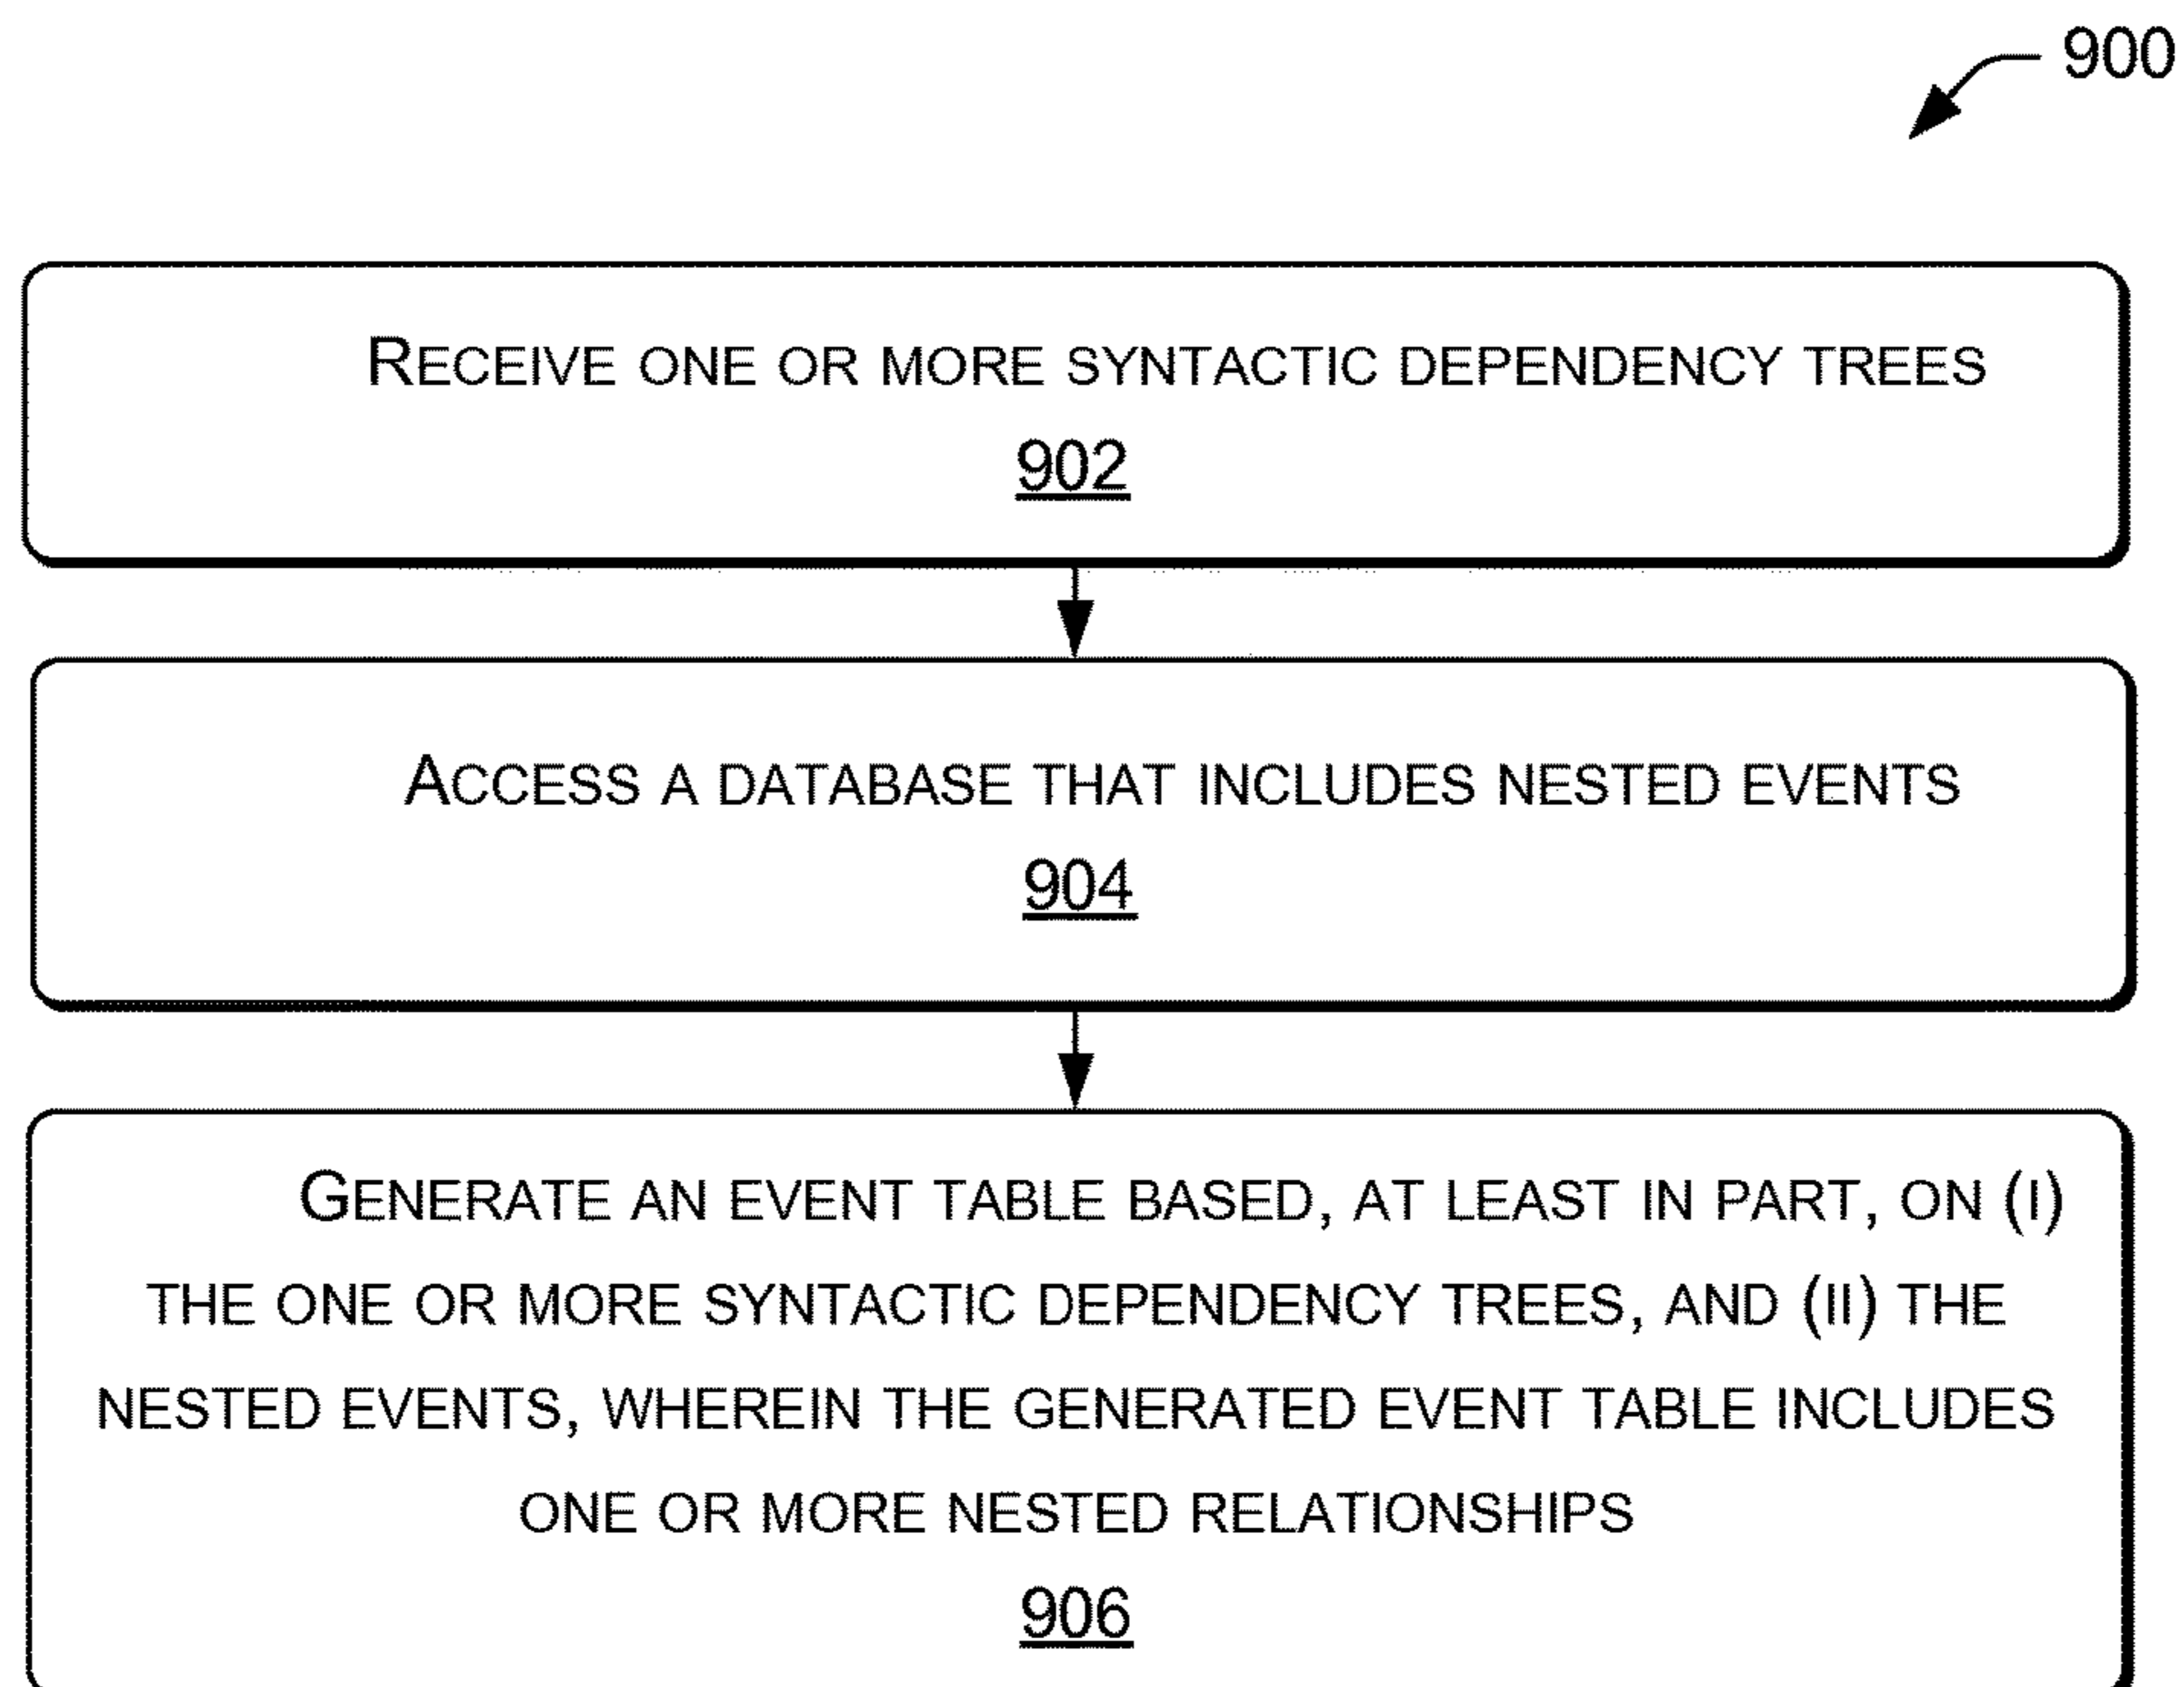 900
RECEIVE ONE OR MORE SYNTACTIC DEPENDENCY TREES
902
ACCESS A DATABASE THAT INCLUDES NESTED EVENTS
904
GENERATE AN EVENT TABLE BASED, AT LEAST IN PART, ON (I)
THE ONE OR MORE SYNTACTIC DEPENDENCY TREES, AND (II) THE
NESTED EVENTS, WHEREIN THE GENERATED EVENT TABLE INCLUDES
ONE OR MORE NESTED RELATIONSHIPS
906